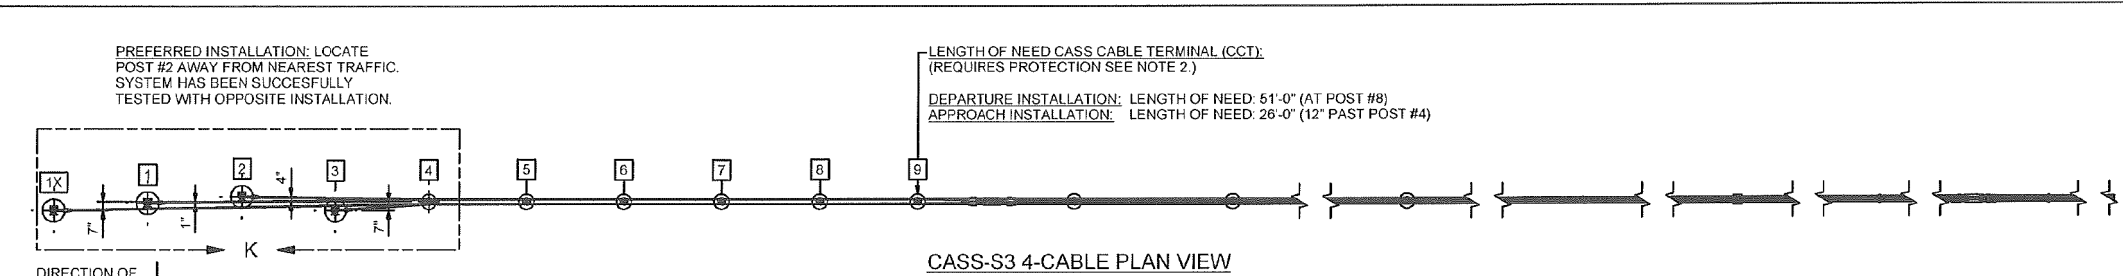 PREFERRED INSTALLATION: LOCATE
POST #2 AWAY FROM NEAREST TRAFFIC.
SYSTEM HAS BEEN SUCCESFULLY
TESTED WITH OPPOSITE INSTALLATION.
LENGTH OF NEED CASS CABLE TERMINAL (CCT):
(REQUIRES PROTECTION SEE NOTE 2.)
DEPARTURE INSTALLATION: LENGTH OF NEED: 51'-0" (AT POST #8)
APPROACH INSTALLATION: LENGTH OF NEED: 26'-0" (12" PAST POST #4)
1X 1 2 3 4 5 6 7 8 9
7" 1" 4" 7"
K
CASS-S3 4-CABLE PLAN VIEW
DIRECTION OF